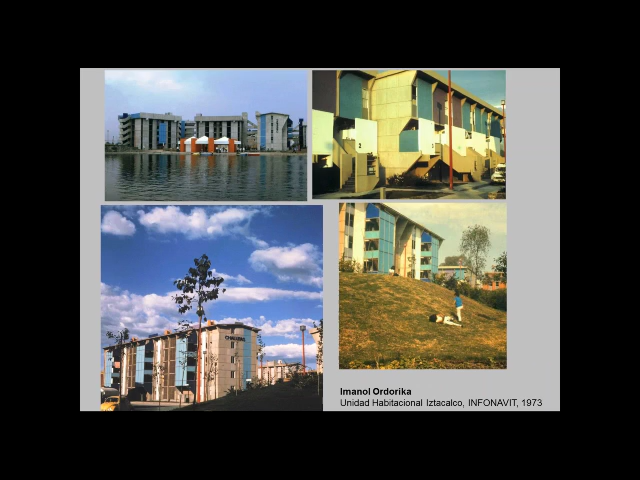 Imanol Ordorika
Unidad Habitacional Iztacalco, INFONAVIT, 1973